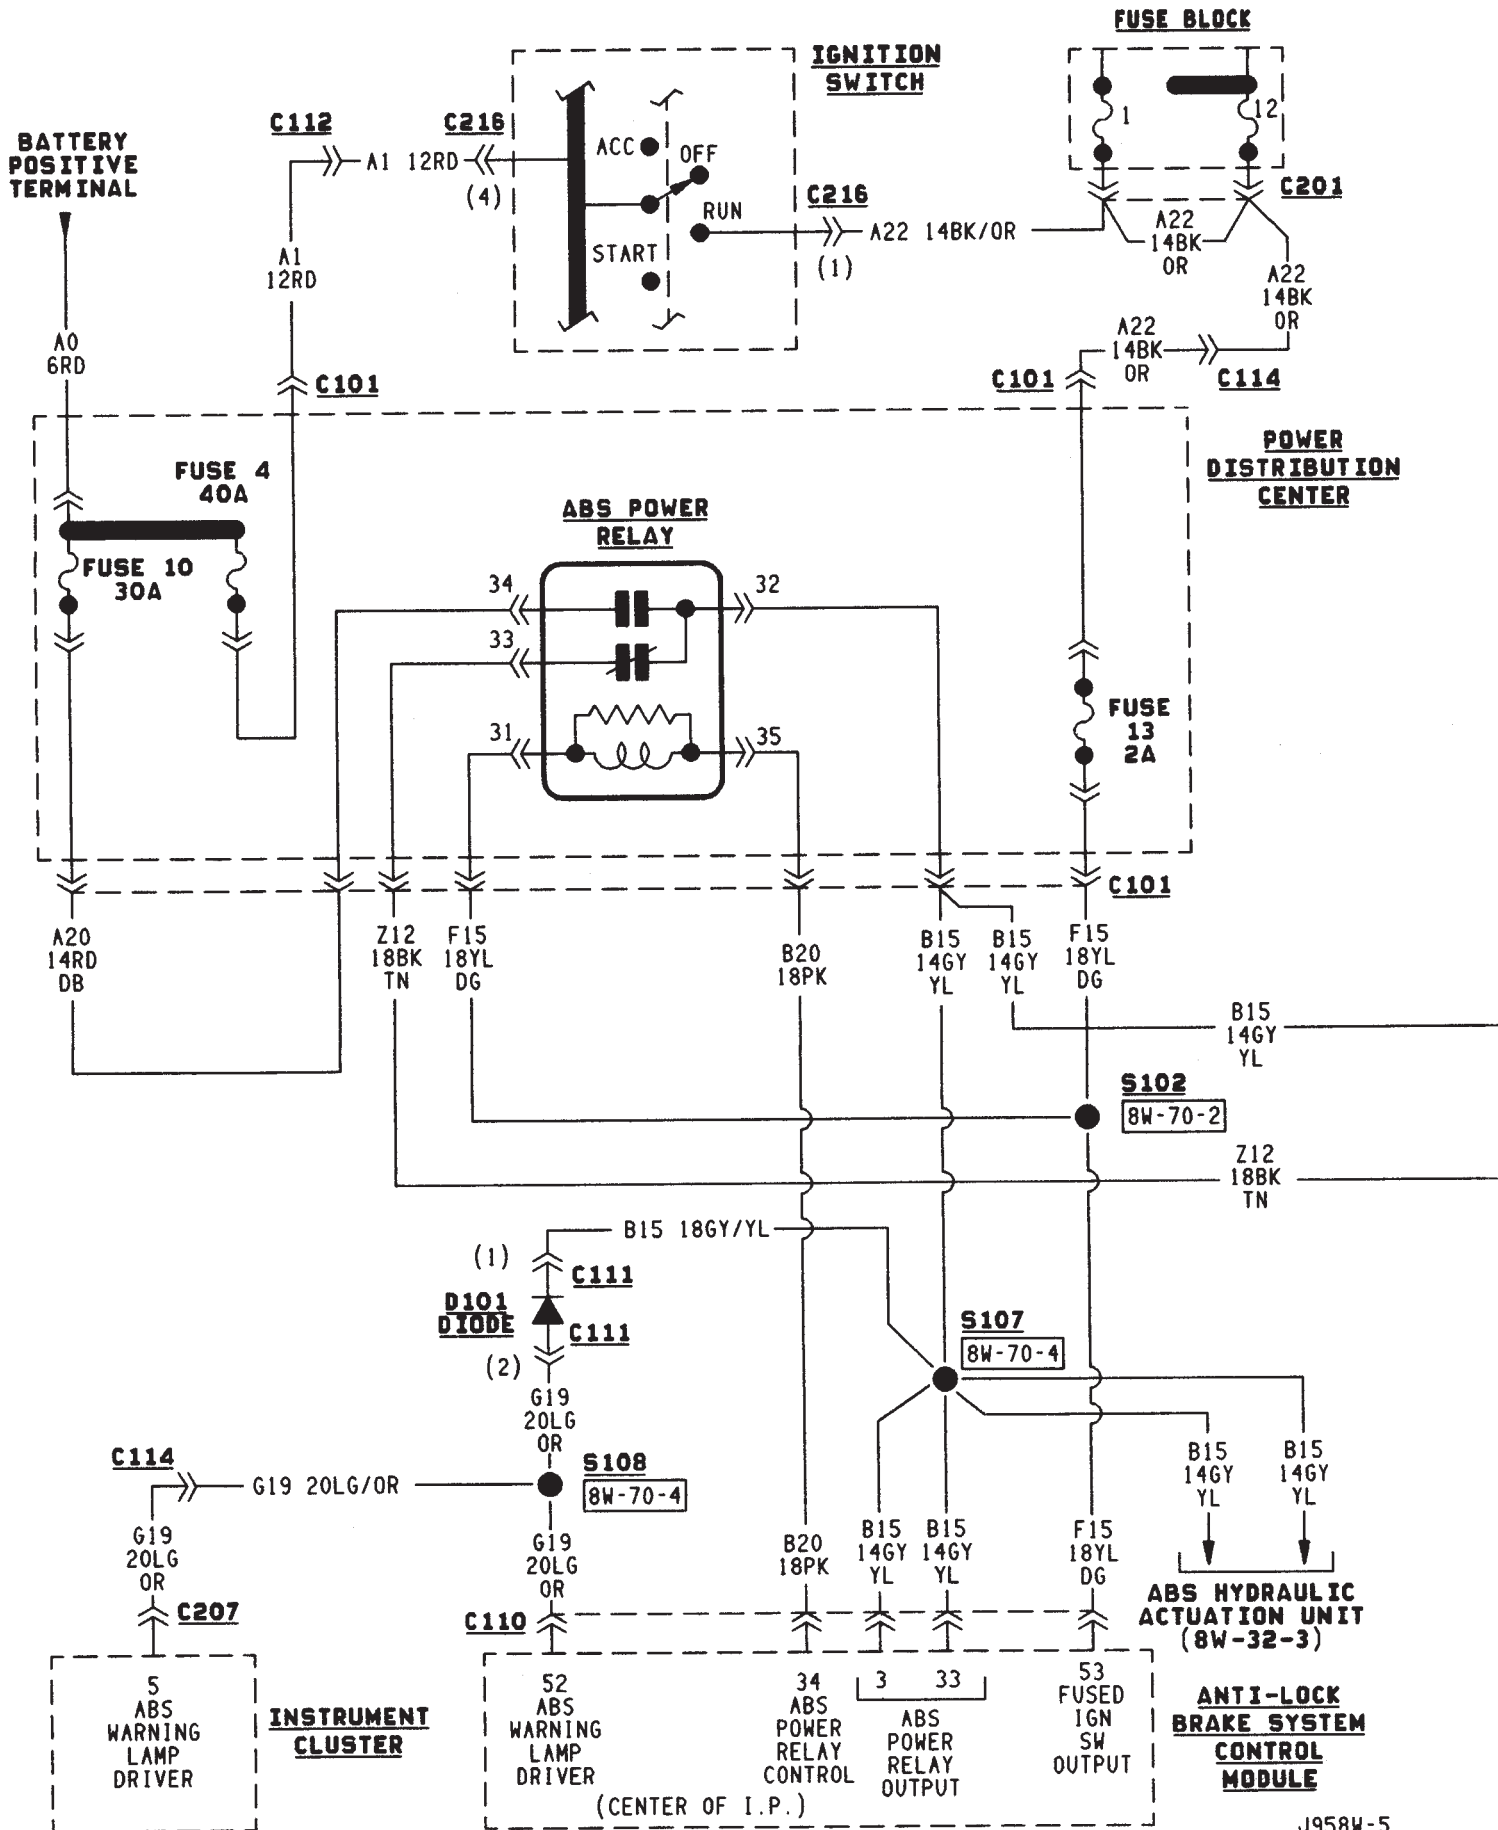 FUSE BLOCK
IGNITION
SWITCH
1
12
C112
C216
BATTERY
POSITIVE
TERMINAL
A1 12RD
(4)
ACC
OFF
RUN
START
C216
A22 14BK/OR
(1)
C201
A22
14BK
OR
A1
12RD
A22
14BK
OR
A0
6RD
A22
14BK
OR
C101
C101
C114
POWER
DISTRIBUTION
CENTER
FUSE 4
40A
ABS POWER
RELAY
FUSE 10
30A
34
32
33
31
35
FUSE
13
2A
C101
A20
14RD
DB
Z12
18BK
TN
F15
18YL
DG
B20
18PK
B15
14GY
YL
B15
14GY
YL
F15
18YL
DG
B15
14GY
YL
S102
8W-70-2
Z12
18BK
TN
B15 18GY/YL
(1)
C111
D101
DIODE
C111
(2)
S107
8W-70-4
G19
20LG
OR
C114
G19 20LG/OR
S108
8W-70-4
B15
14GY
YL
B15
14GY
YL
G19
20LG
OR
G19
20LG
OR
B20
18PK
B15
14GY
YL
B15
14GY
YL
F15
18YL
DG
ABS HYDRAULIC
ACTUATION UNIT
(8W-32-3)
C207
C110
5
ABS
WARNING
LAMP
DRIVER
INSTRUMENT
CLUSTER
52
ABS
WARNING
LAMP
DRIVER
34
ABS
POWER
RELAY
CONTROL
3
33
ABS
POWER
RELAY
OUTPUT
53
FUSED
IGN
SW
OUTPUT
ANTI-LOCK
BRAKE SYSTEM
CONTROL
MODULE
(CENTER OF I.P.)
J958W-5